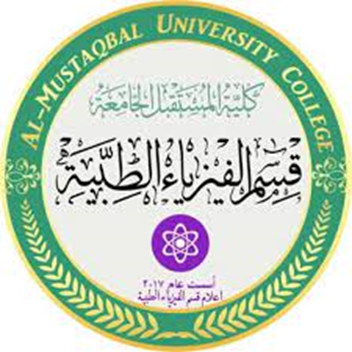 AL-MUSTAQBAL UNIVERSITY COLLEGE
كلية المستقبل الجامعة
قسم الفيزياء الطبية
أسست عام ٢٠١٧
اعلام قسم الفيزياء الطبية